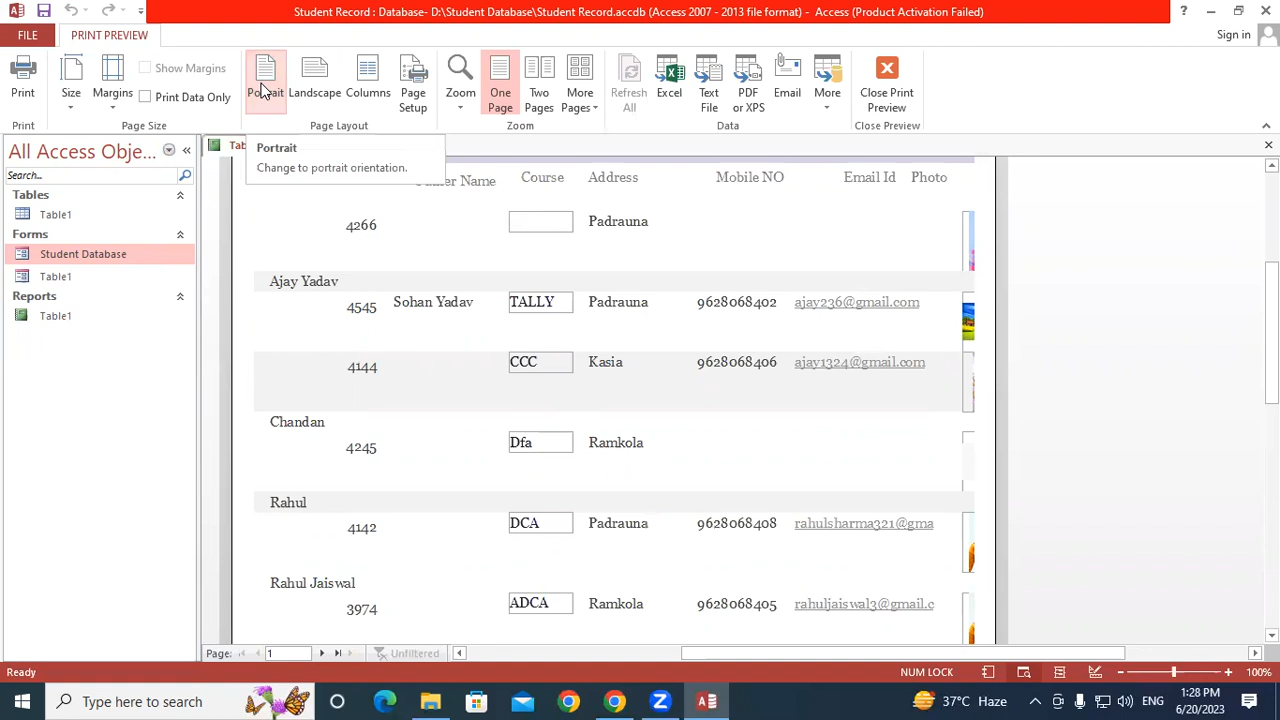 Student Record : Database- D:\Student Database\Student Record.accdb (Access 2007 - 2013 file format) - Access (Product Activation Failed)
?
FILE
PRINT PREVIEW
Sign in
Print
Size
Margins
Show Margins
Print Data Only
Portrait
Landscape
Columns
Page Setup
Zoom
One Page
Two Pages
More Pages
Refresh All
Excel
Text File
PDF or XPS
Email
More
Close Print Preview
Print
Page Size
Page Layout
Zoom
Data
Close Preview
All Access Obje...
Search...
Tables
Table1
Forms
Student Database
Table1
Reports
Table1
Portrait
Change to portrait orientation.
Name Course Address Mobile NO Email Id Photo
4266 Padrauna
Ajay Yadav
4545 Sohan Yadav TALLY Padrauna 9628068402 ajay236@gmail.com
4144 CCC Kasia 9628068406 ajay1324@gmail.com
Chandan
4245 Dfa Ramkola
Rahul
4142 DCA Padrauna 9628068408 rahulsharma321@gma
Rahul Jaiswal
3974 ADCA Ramkola 9628068405 rahuljaiswal3@gmail.c
Page: 1 Unfiltered
Ready
NUM LOCK
100%
Type here to search
37°C Haze
ENG
1:28 PM
6/20/2023